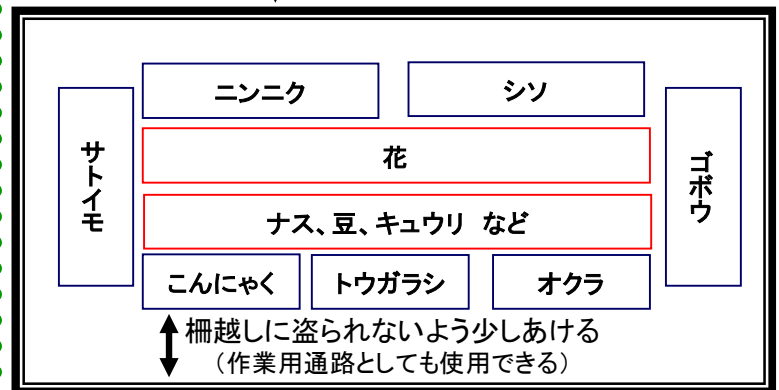 ニンニク
シソ
サトイモ
花
ゴボウ
ナス、豆、キュウリ など
こんにゃく
トウガラシ
オクラ
柵越しに盗られないよう少しあける
（作業用通路としても使用できる）